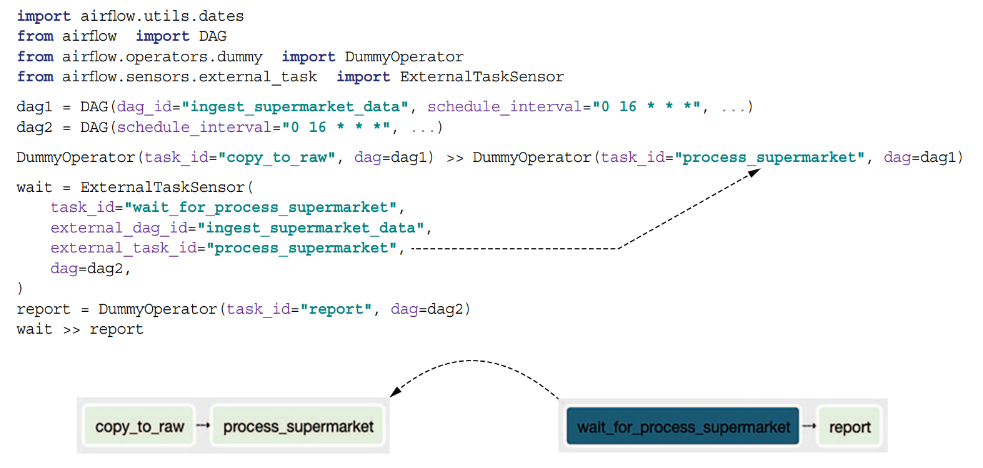 import airflow.utils.dates
from airflow import DAG
from airflow.operators.dummy import DummyOperator
from airflow.sensors.external_task import ExternalTaskSensor
dag1 = DAG(dag_id="ingest_supermarket_data", schedule_interval="0 16 * * *", ...)
dag2 = DAG(schedule_interval="0 16 * * *", ...)
DummyOperator(task_id="copy_to_raw", dag=dag1) >> DummyOperator(task_id="process_supermarket", dag=dag1)
wait = ExternalTaskSensor(
    task_id="wait_for_process_supermarket",
    external_dag_id="ingest_supermarket_data",
    external_task_id="process_supermarket",
    dag=dag2,
)
report = DummyOperator(task_id="report", dag=dag2)
wait >> report
copy_to_raw process_supermarket wait_for_process_supermarket report